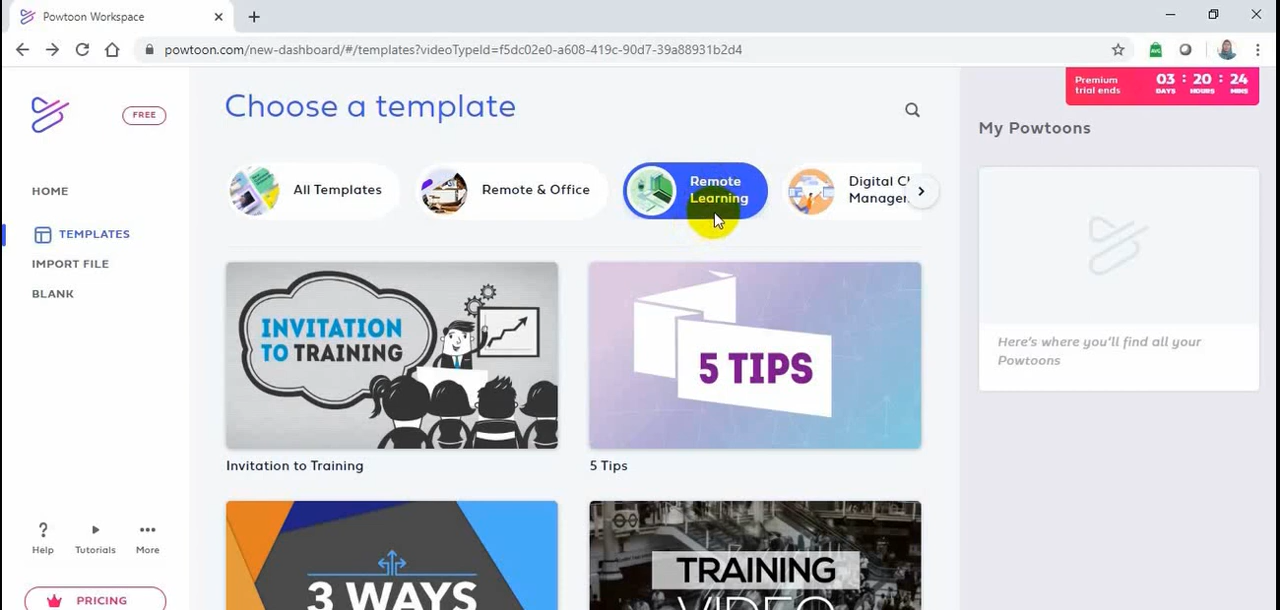 Powtoon Workspace
powtoon.com/new-dashboard/#/templates?videoTypeId=f5dc02e0-a608-419c-90d7-39a88931b2d4
FREE
HOME
TEMPLATES
IMPORT FILE
BLANK
Help
Tutorials
More
PRICING
Choose a template
All Templates
Remote & Office
Remote
Learning
Digital
INVITATION
TO TRAINING
Invitation to Training
5 TIPS
5 Tips
3 WAYS
TRAINING
VIDEO
Premium
trial ends
03 : 20 : 24
DAYS HOURS MINS
My Powtoons
Here's where you'll find all your
Powtoons